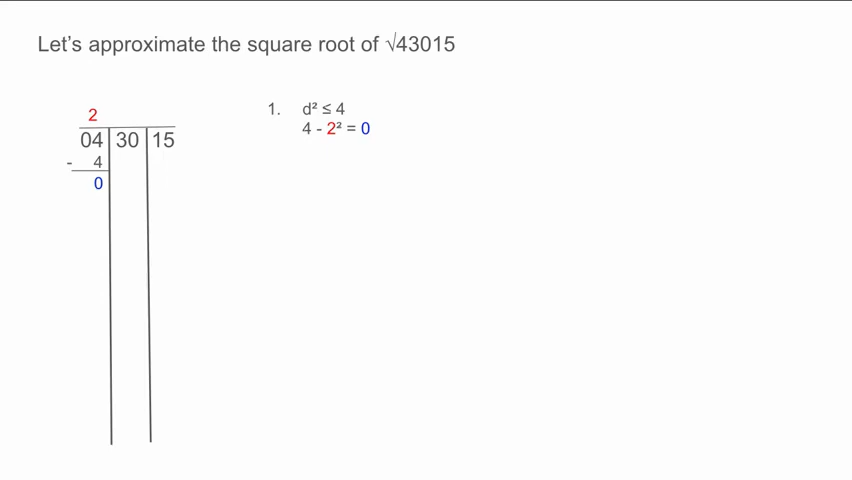 Let's approximate the square root of √43015
2
04 30 15
- 4
0
1. d² ≤ 4
4 - 2² = 0